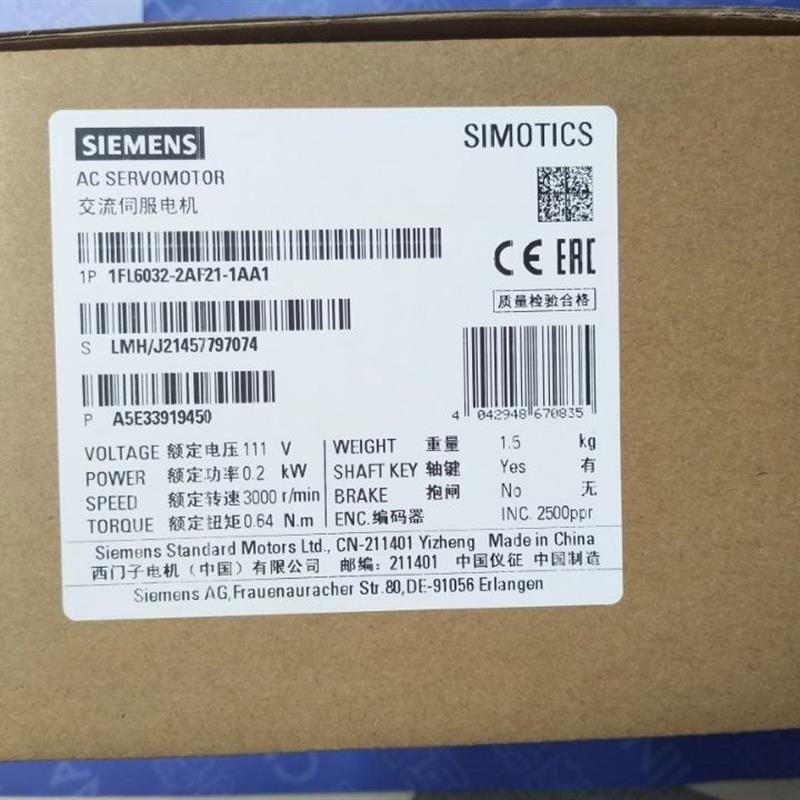 SIEMENS
SIMOTICS
AC SERVOMOTOR
交流伺服电机
1P 1FL6032-2AF21-1AA1
CE EAC
质量检验合格
S LMH/J21457797074
4 042948 670835
P A5E33919450
VOLTAGE 额定电压 111 V
POWER 额定功率 0.2 kW
SPEED 额定转速 3000 r/min
TORQUE 额定扭矩 0.64 N.m
WEIGHT 重量 1.5 kg
SHAFT KEY 轴键 Yes 有
BRAKE 抱闸 No 无
ENC.编码器 INC. 2500ppr
Siemens Standard Motors Ltd., CN-211401 Yizheng Made in China
西门子电机（中国）有限公司 邮编：211401 中国仪征 中国制造
Siemens AG,Frauenauracher Str.80,DE-91056 Erlangen